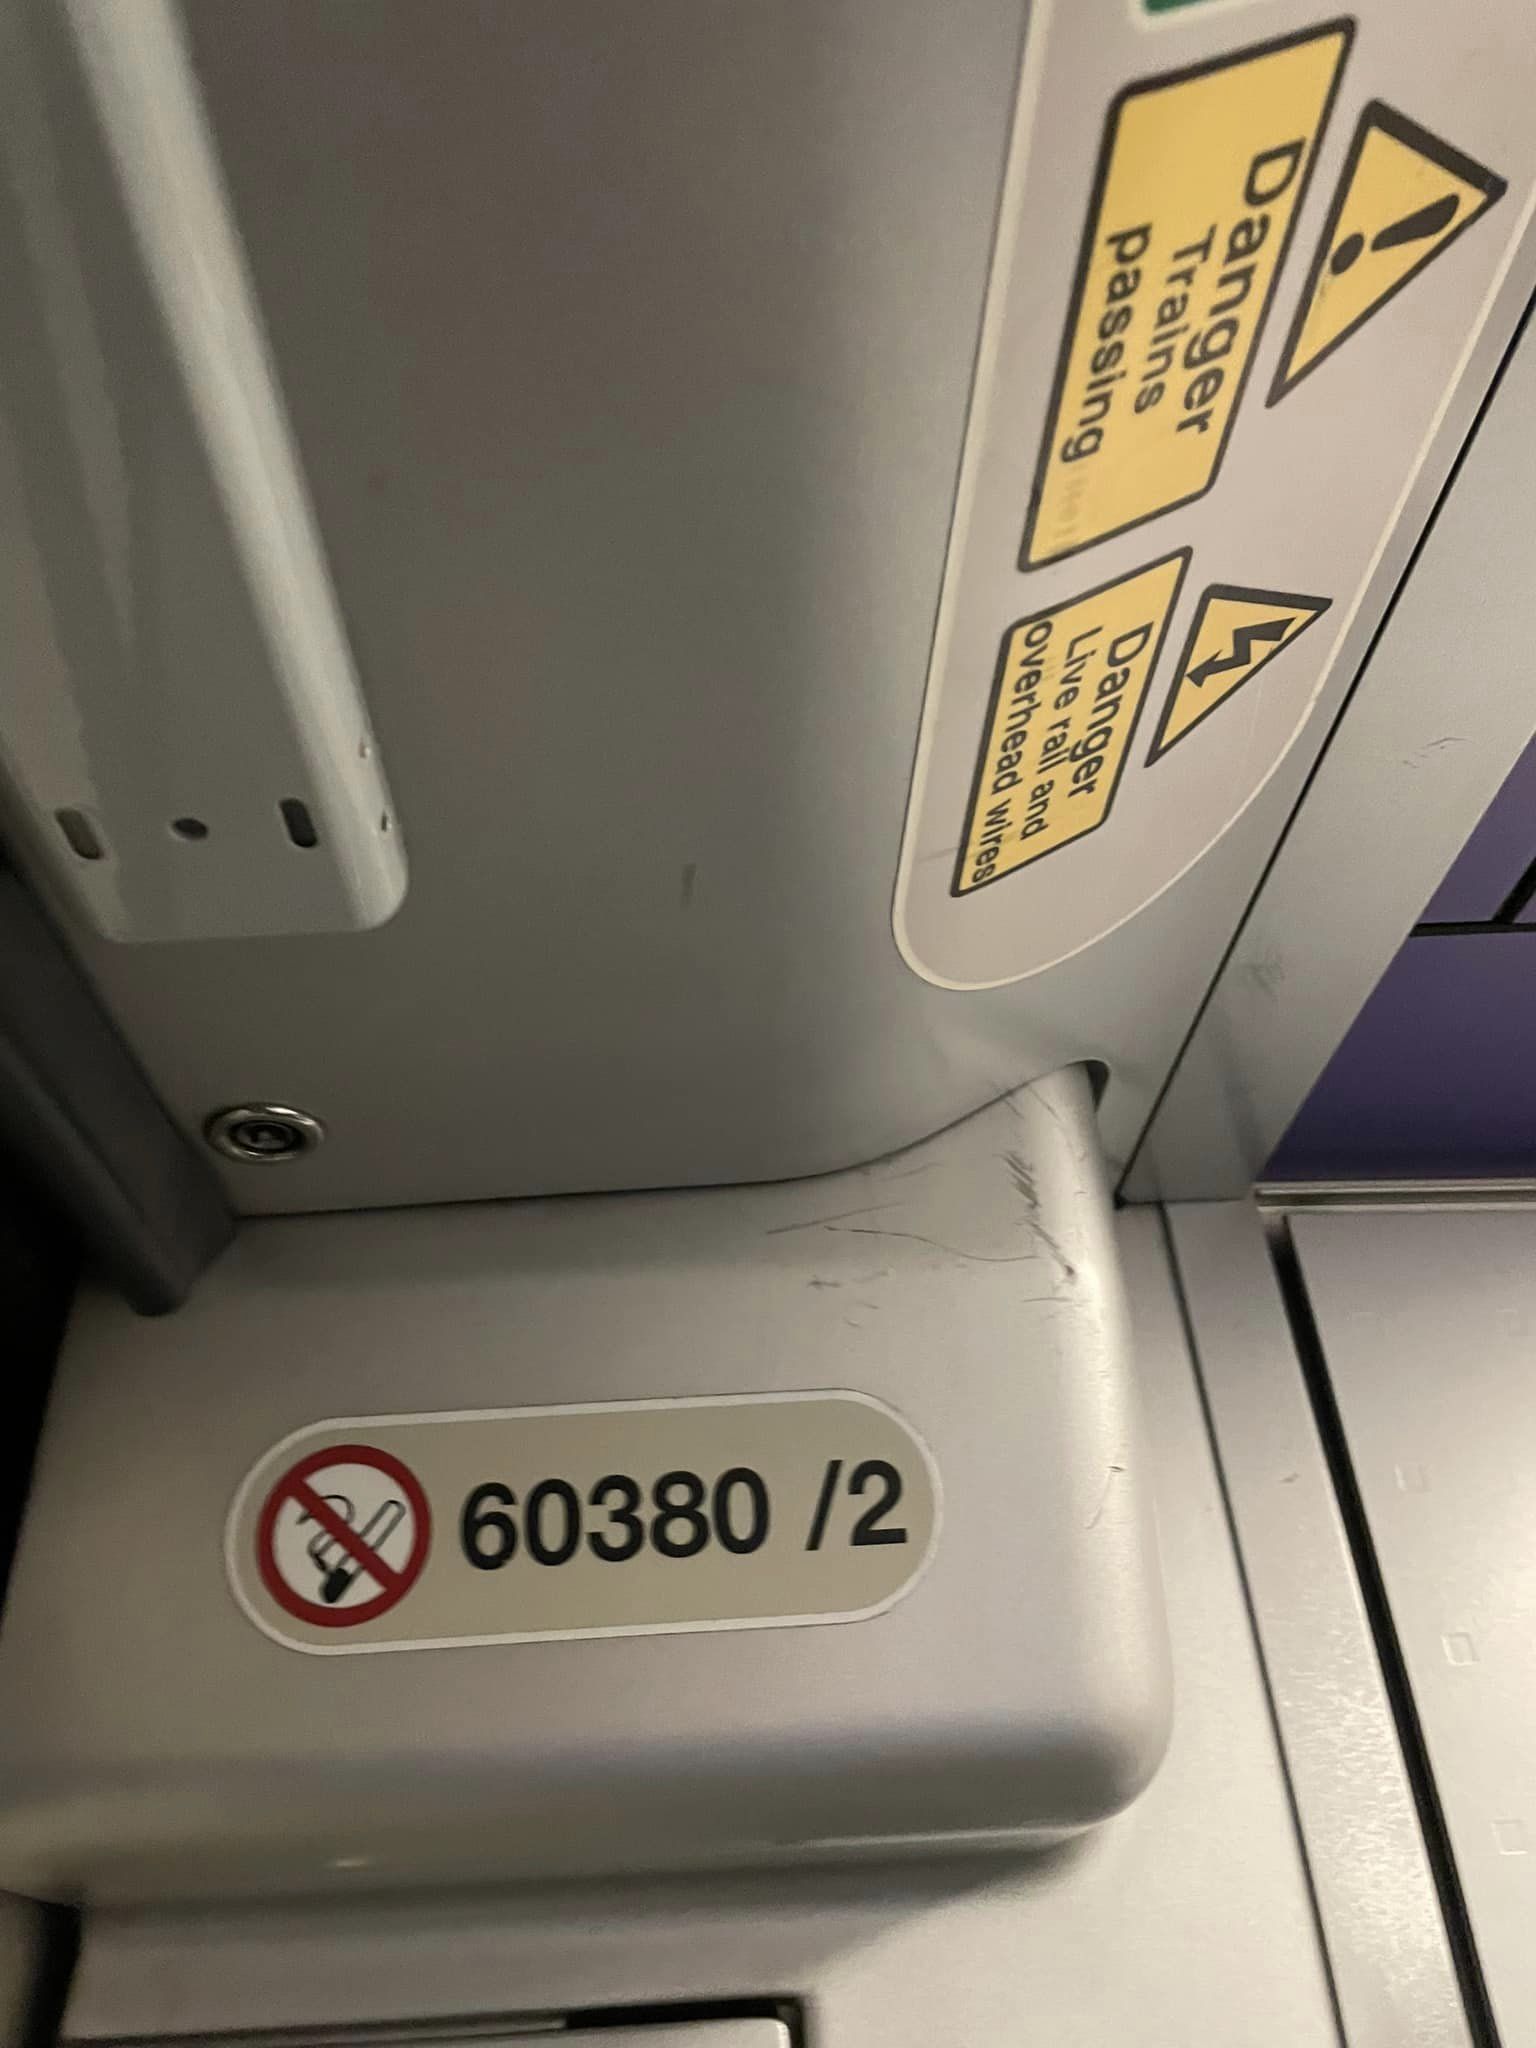 Danger
Trains
passing
Danger
Live rail and
overhead wires
60380 /2